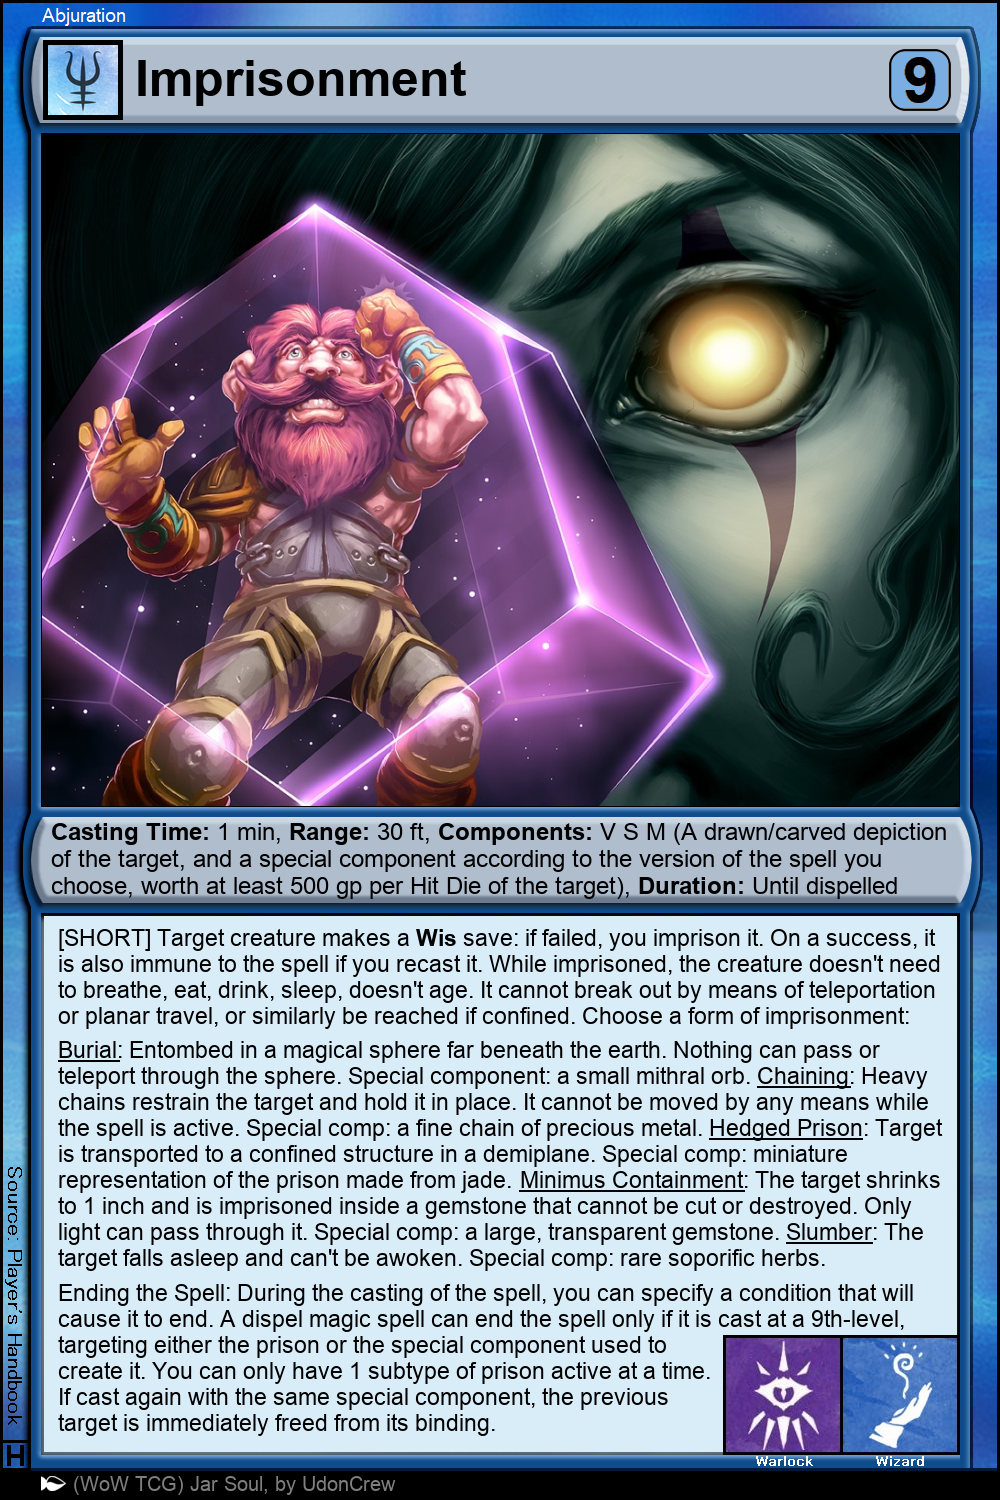 Abjuration
Imprisonment
9
Casting Time: 1 min, Range: 30 ft, Components: V S M (A drawn/carved depiction
of the target, and a special component according to the version of the spell you
choose, worth at least 500 gp per Hit Die of the target), Duration: Until dispelled
[SHORT] Target creature makes a Wis save: if failed, you imprison it. On a success, it
is also immune to the spell if you recast it. While imprisoned, the creature doesn't need
to breathe, eat, drink, sleep, doesn't age. It cannot break out by means of teleportation
or planar travel, or similarly be reached if confined. Choose a form of imprisonment:
Burial: Entombed in a magical sphere far beneath the earth. Nothing can pass or
teleport through the sphere. Special component: a small mithral orb. Chaining: Heavy
chains restrain the target and hold it in place. It cannot be moved by any means while
the spell is active. Special comp: a fine chain of precious metal. Hedged Prison: Target
is transported to a confined structure in a demiplane. Special comp: miniature
representation of the prison made from jade. Minimus Containment: The target shrinks
to 1 inch and is imprisoned inside a gemstone that cannot be cut or destroyed. Only
light can pass through it. Special comp: a large, transparent gemstone. Slumber: The
target falls asleep and can't be awoken. Special comp: rare soporific herbs.
Ending the Spell: During the casting of the spell, you can specify a condition that will
cause it to end. A dispel magic spell can end the spell only if it is cast at a 9th-level,
targeting either the prison or the special component used to
create it. You can only have 1 subtype of prison active at a time.
If cast again with the same special component, the previous
target is immediately freed from its binding.
Warlock
Wizard
Source: Player's Handbook
H
(WoW TCG) Jar Soul, by UdonCrew